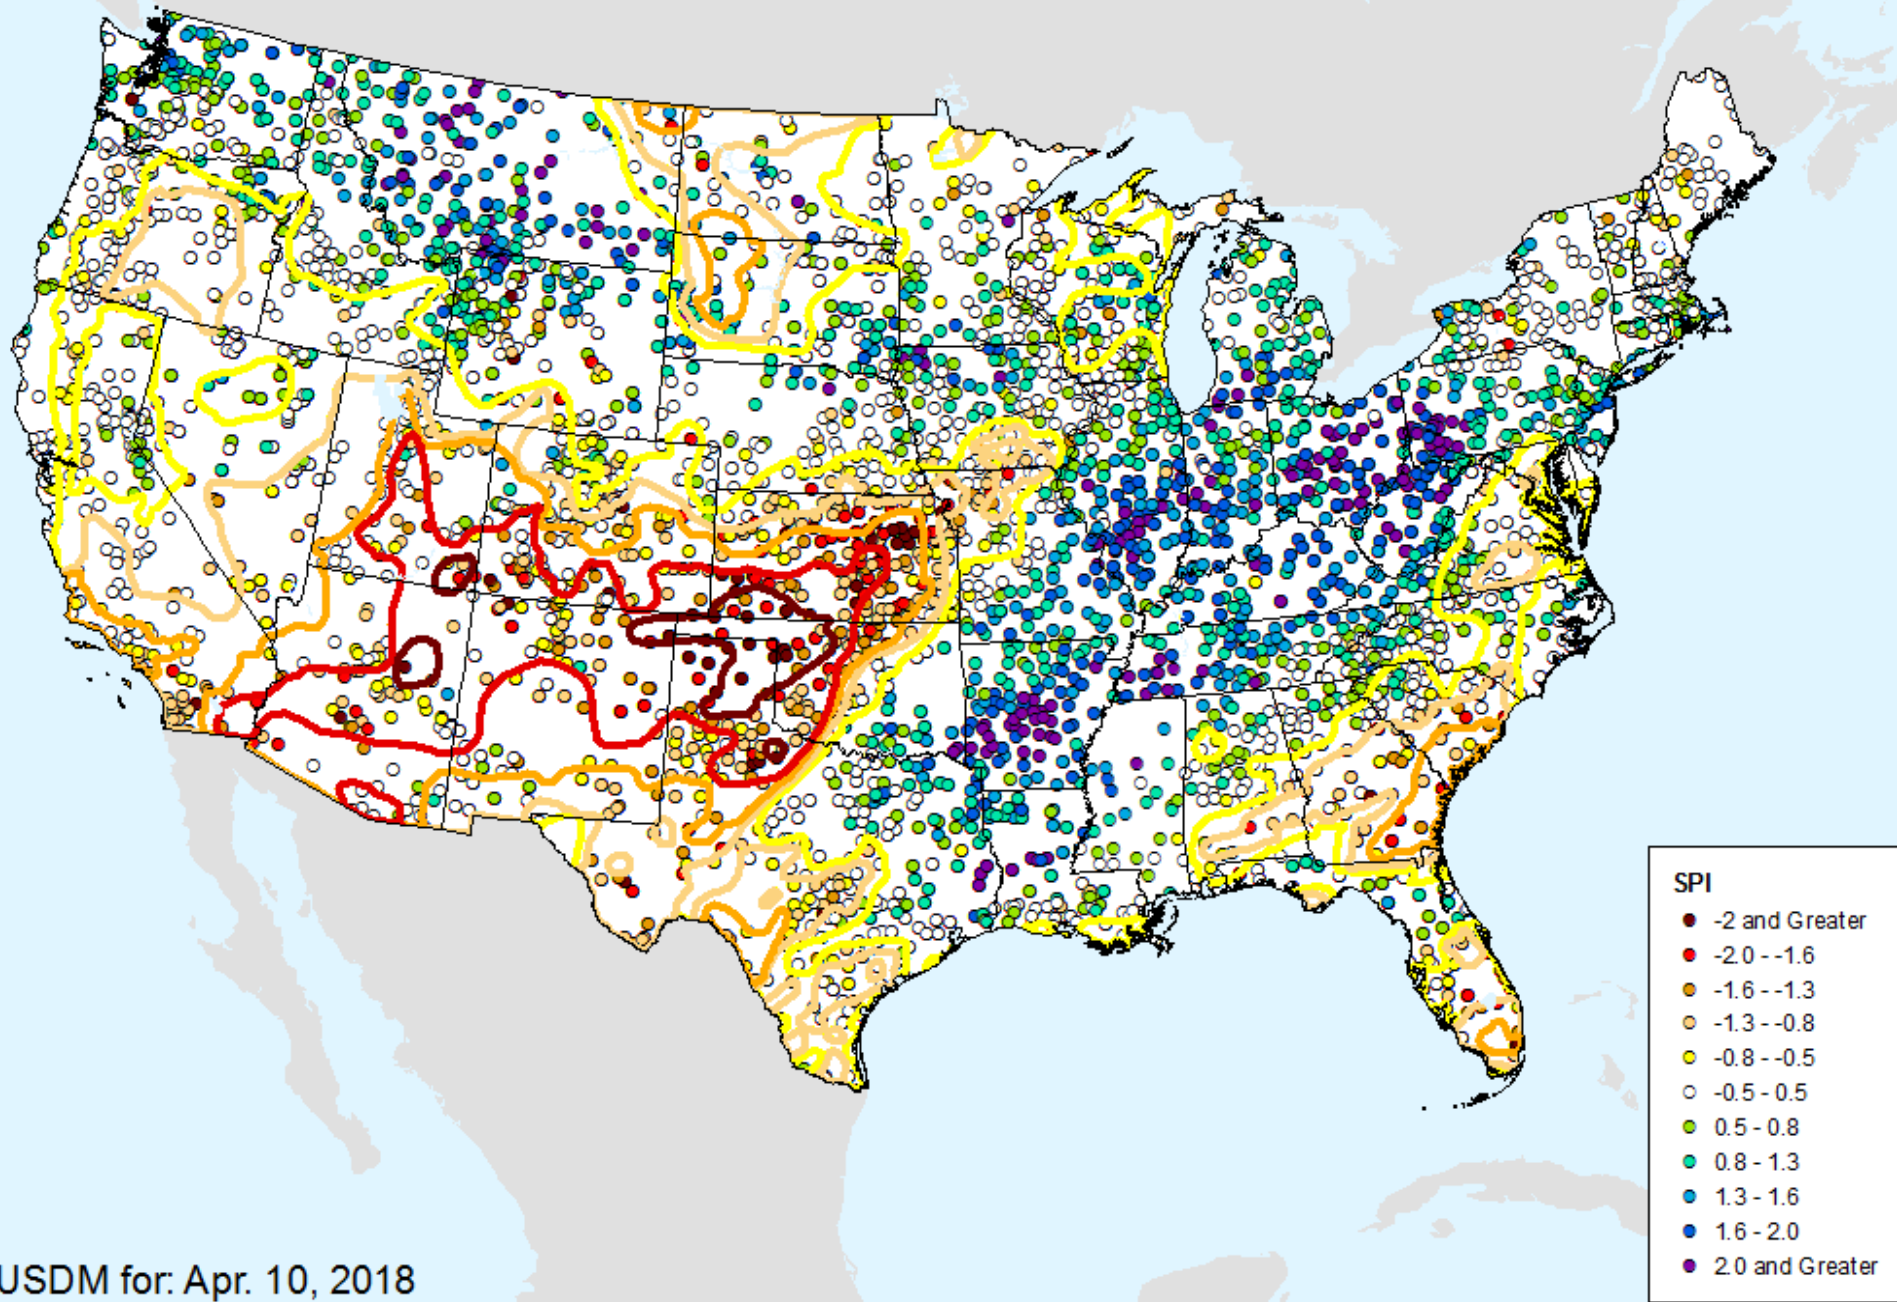 SPI
-2 and Greater
-2.0 - -1.6
-1.6 - -1.3
-1.3 - -0.8
-0.8 - -0.5
-0.5 - 0.5
0.5 - 0.8
0.8 - 1.3
1.3 - 1.6
1.6 - 2.0
2.0 and Greater
USDM for: Apr. 10, 2018